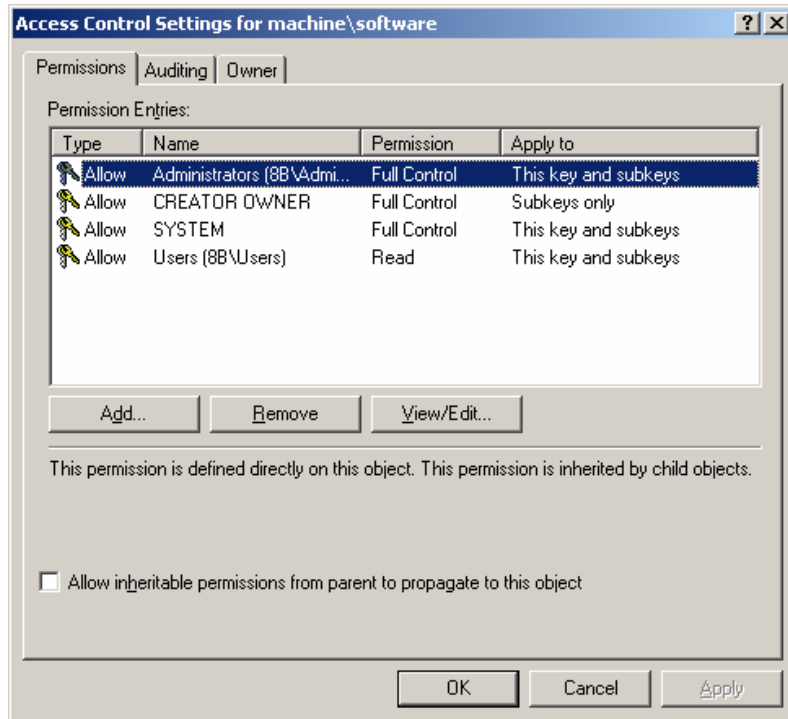 Access Control Settings for machine\software
Permissions Auditing Owner
Permission Entries:
Type Name Permission Apply to
Allow Administrators (8B\Admi... Full Control This key and subkeys
Allow CREATOR OWNER Full Control Subkeys only
Allow SYSTEM Full Control This key and subkeys
Allow Users (8B\Users) Read This key and subkeys
Add... Remove View/Edit...
This permission is defined directly on this object. This permission is inherited by child objects.
Allow inheritable permissions from parent to propagate to this object
OK Cancel Apply